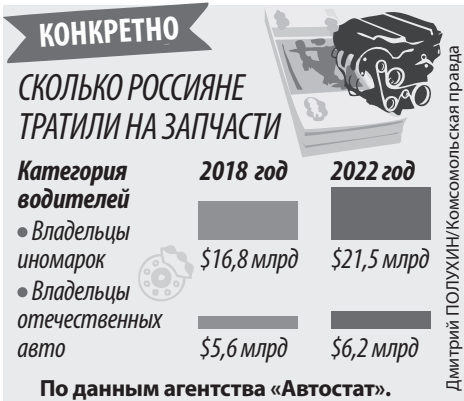 КОНКРЕТНО
СКОЛЬКО РОССИЯНЕ
ТРАТИЛИ НА ЗАПЧАСТИ
Категория
водителей
2018 год
2022 год
• Владельцы
иномарок
$16,8 млрд
$21,5 млрд
• Владельцы
отечественных
авто
$5,6 млрд
$6,2 млрд
По данным агентства «Автостат».
Дмитрий ПОЛУХИН/Комсомольская правда